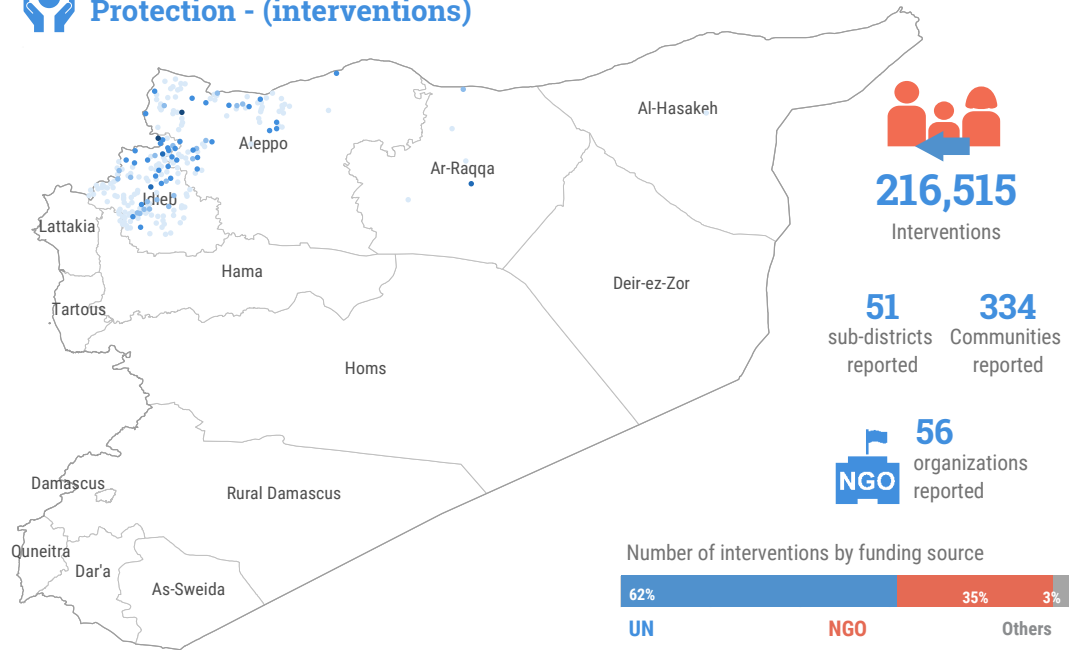 Protection - (interventions)
Al-Hasakeh
Aleppo
Ar-Raqqa
Idleb
Lattakia
Hama
Deir-ez-Zor
Tartous
Homs
Damascus
Rural Damascus
Quneitra
Dar'a
As-Sweida
216,515
Interventions
51
sub-districts
reported
334
Communities
reported
NGO
56
organizations
reported
Number of interventions by funding source
62%
35%
3%
UN
NGO
Others